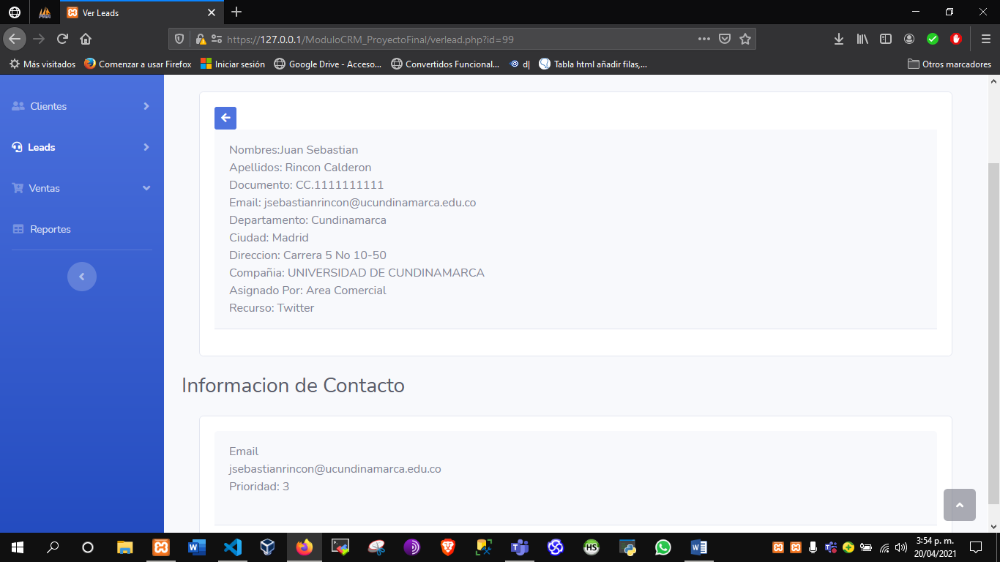 Ver Leads
https://127.0.0.1/ModuloCRM_ProyectoFinal/verlead.php?id=99
Más visitados
Comenzar a usar Firefox
Iniciar sesión
Google Drive - Acceso...
Convertidos Funcional...
d|
Tabla html añadir filas,...
Otros marcadores
Clientes
Leads
Ventas
Reportes
Nombres:Juan Sebastian
Apellidos: Rincon Calderon
Documento: CC.1111111111
Email: jsebastianrincon@ucundinamarca.edu.co
Departamento: Cundinamarca
Ciudad: Madrid
Direccion: Carrera 5 No 10-50
Compañia: UNIVERSIDAD DE CUNDINAMARCA
Asignado Por: Area Comercial
Recurso: Twitter
Informacion de Contacto
Email
jsebastianrincon@ucundinamarca.edu.co
Prioridad: 3
HS
3:54 p. m.
20/04/2021